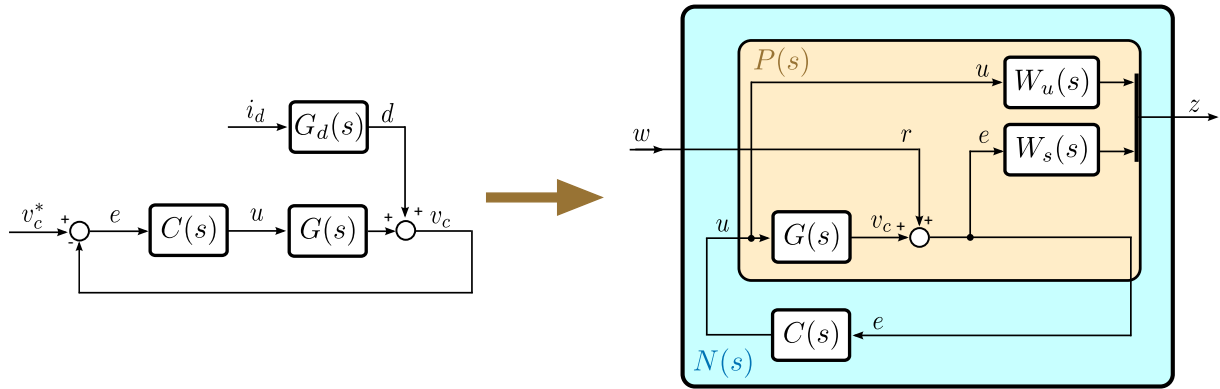 i_d
G_d(s)
d
v_c^*
+
-
e
C(s)
u
G(s)
+
+
v_c
P(s)
u
W_u(s)
z
w
r
e
W_s(s)
u
G(s)
v_c
+
+
C(s)
e
N(s)